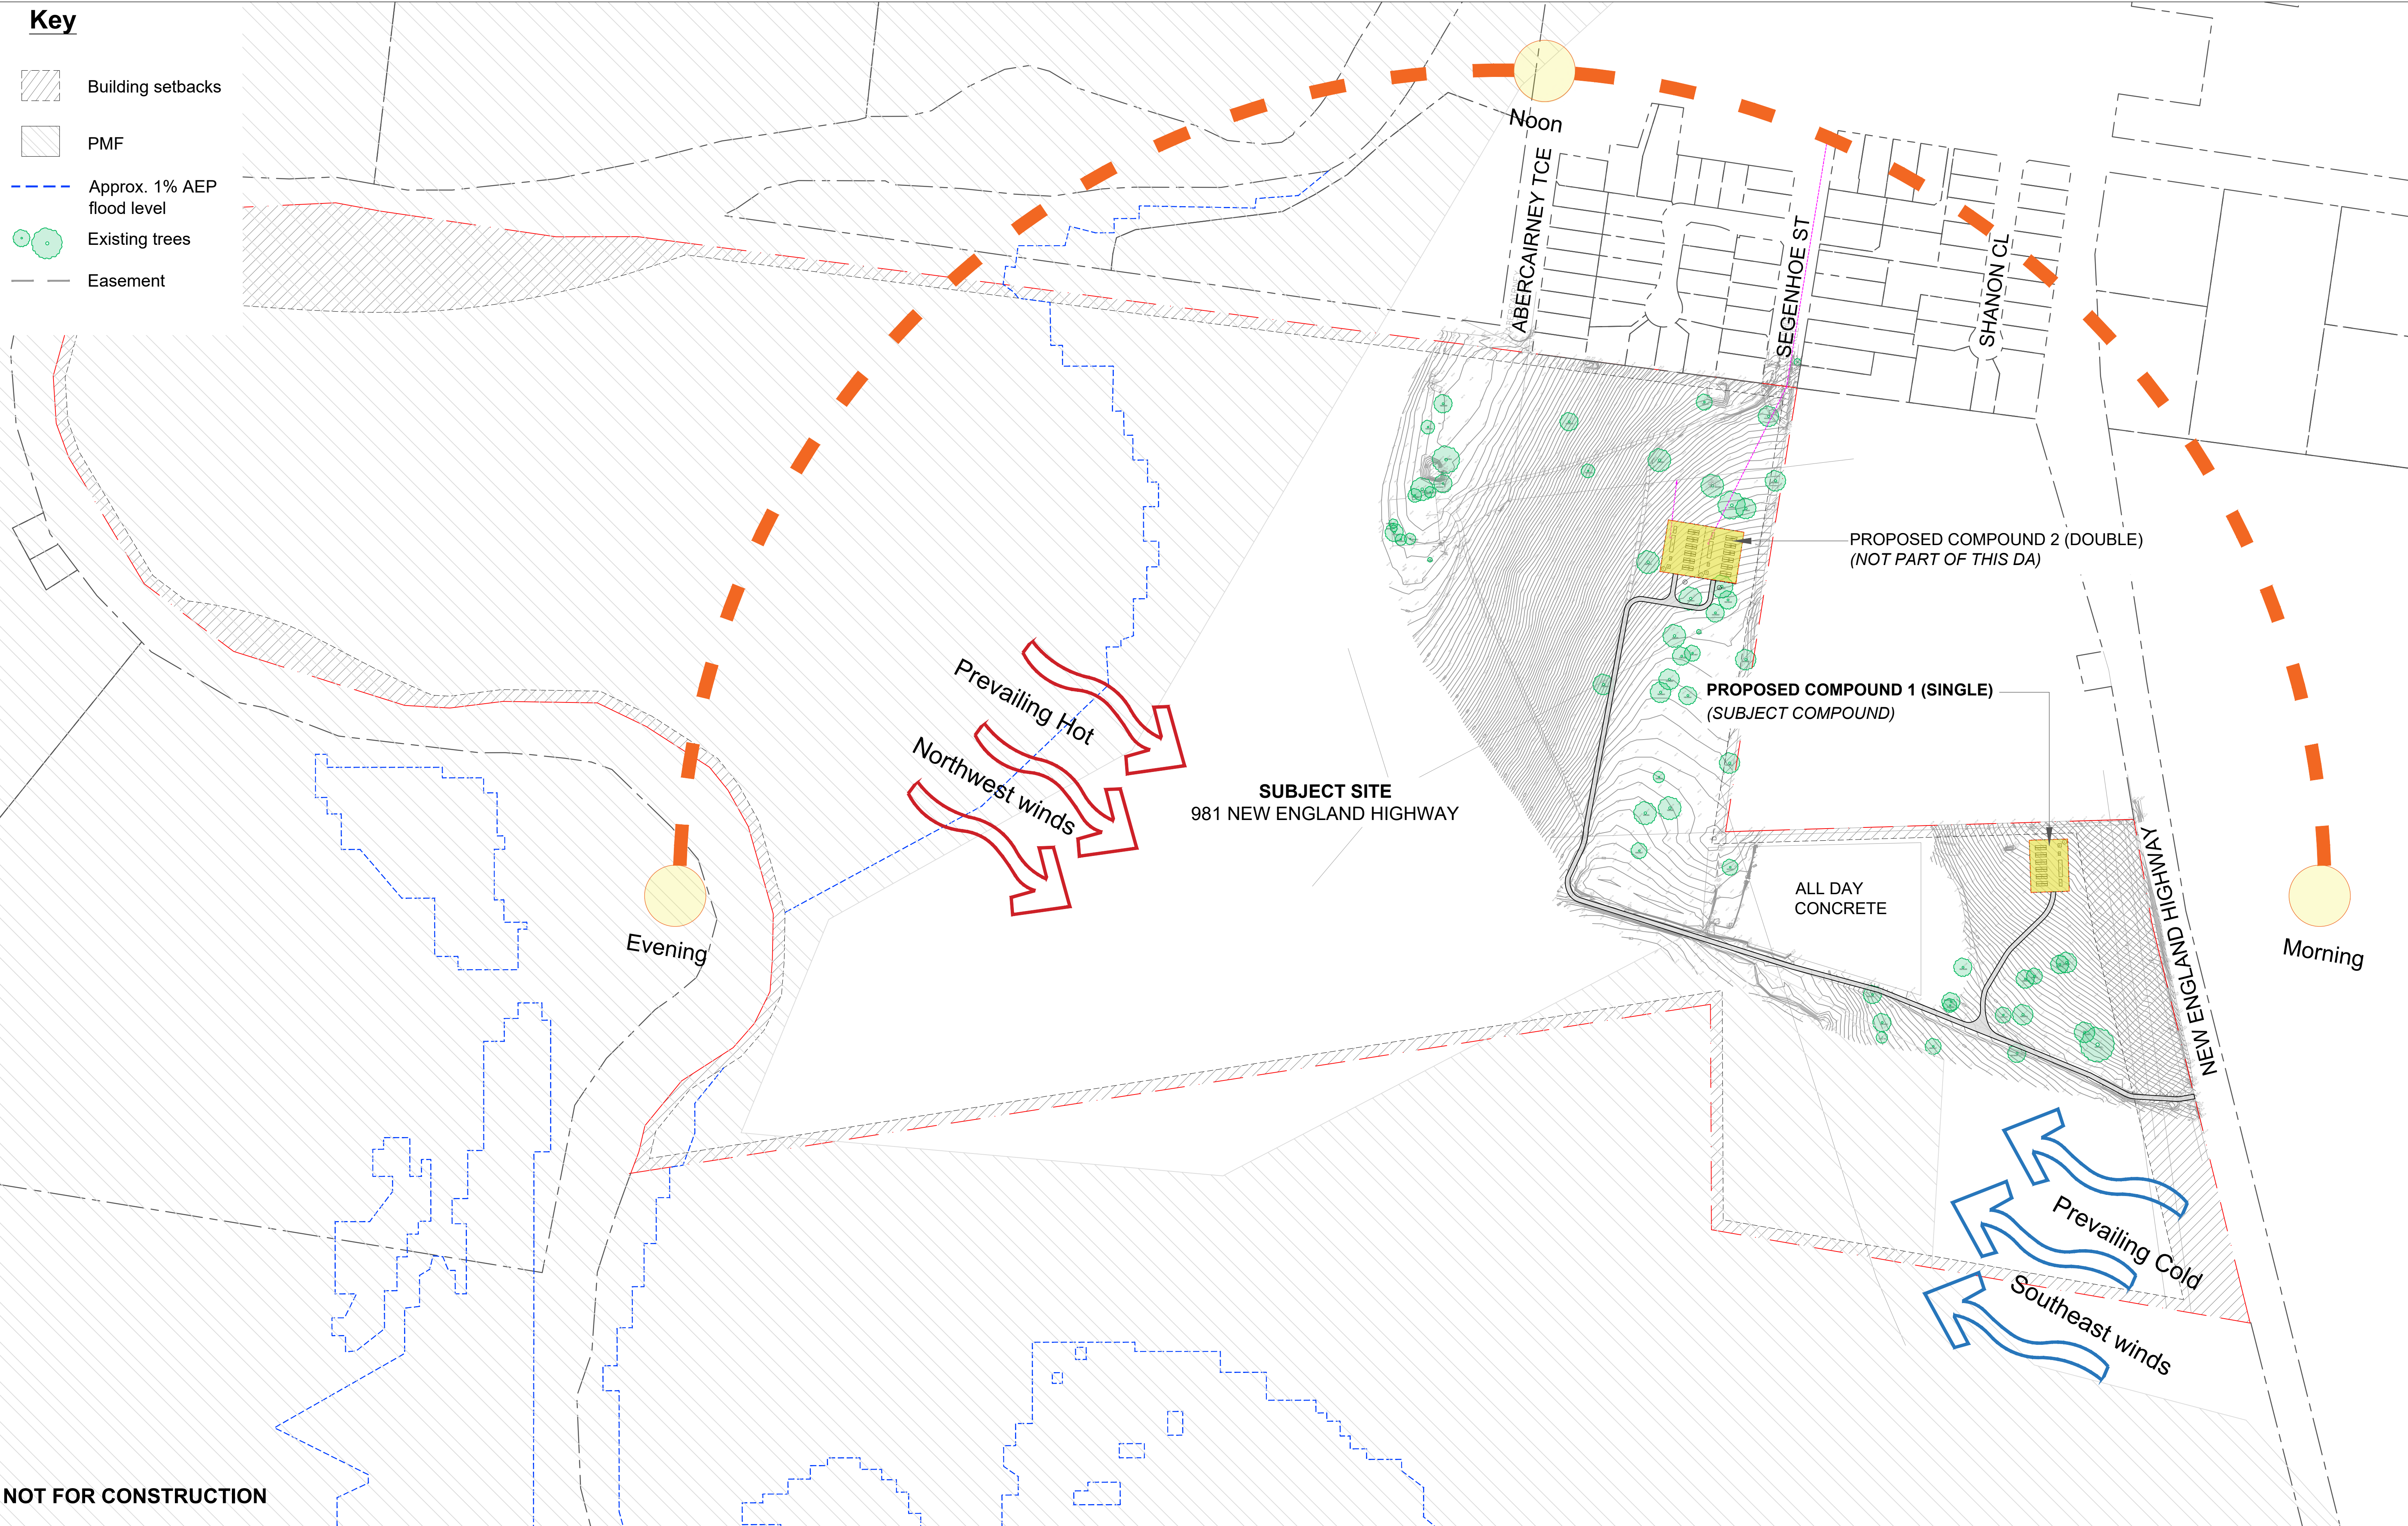 Key
Building setbacks
PMF
Approx. 1% AEP
flood level
Existing trees
Easement
Noon
ABERCAIRNEY TCE
SEGENHOE ST
SHANON CL
PROPOSED COMPOUND 2 (DOUBLE)
(NOT PART OF THIS DA)
Prevailing Hot
Northwest winds
PROPOSED COMPOUND 1 (SINGLE)
(SUBJECT COMPOUND)
SUBJECT SITE
981 NEW ENGLAND HIGHWAY
ALL DAY
CONCRETE
NEW ENGLAND HIGHWAY
Evening
Morning
Prevailing Cold
Southeast winds
NOT FOR CONSTRUCTION